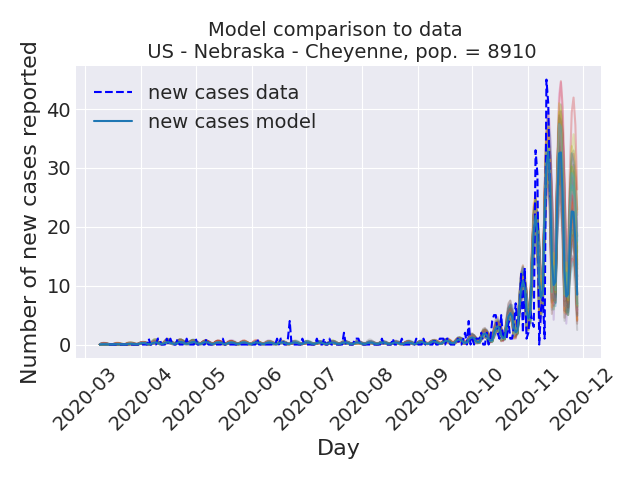 Model comparison to data
US - Nebraska - Cheyenne, pop. = 8910
Number of new cases reported
new cases data
new cases model
40
30
20
10
0
2020-03
2020-04
2020-05
2020-06
2020-07
2020-08
2020-09
2020-10
2020-11
2020-12
Day